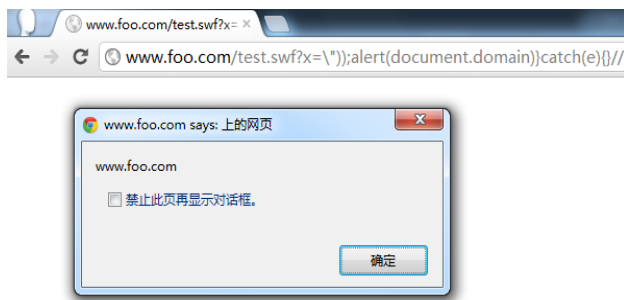 www.foo.com/test.swf?x=
www.foo.com/test.swf?x=\"));alert(document.domain)}catch(e){}//
www.foo.com says: 上的网页
www.foo.com
禁止此页再显示对话框。
确定